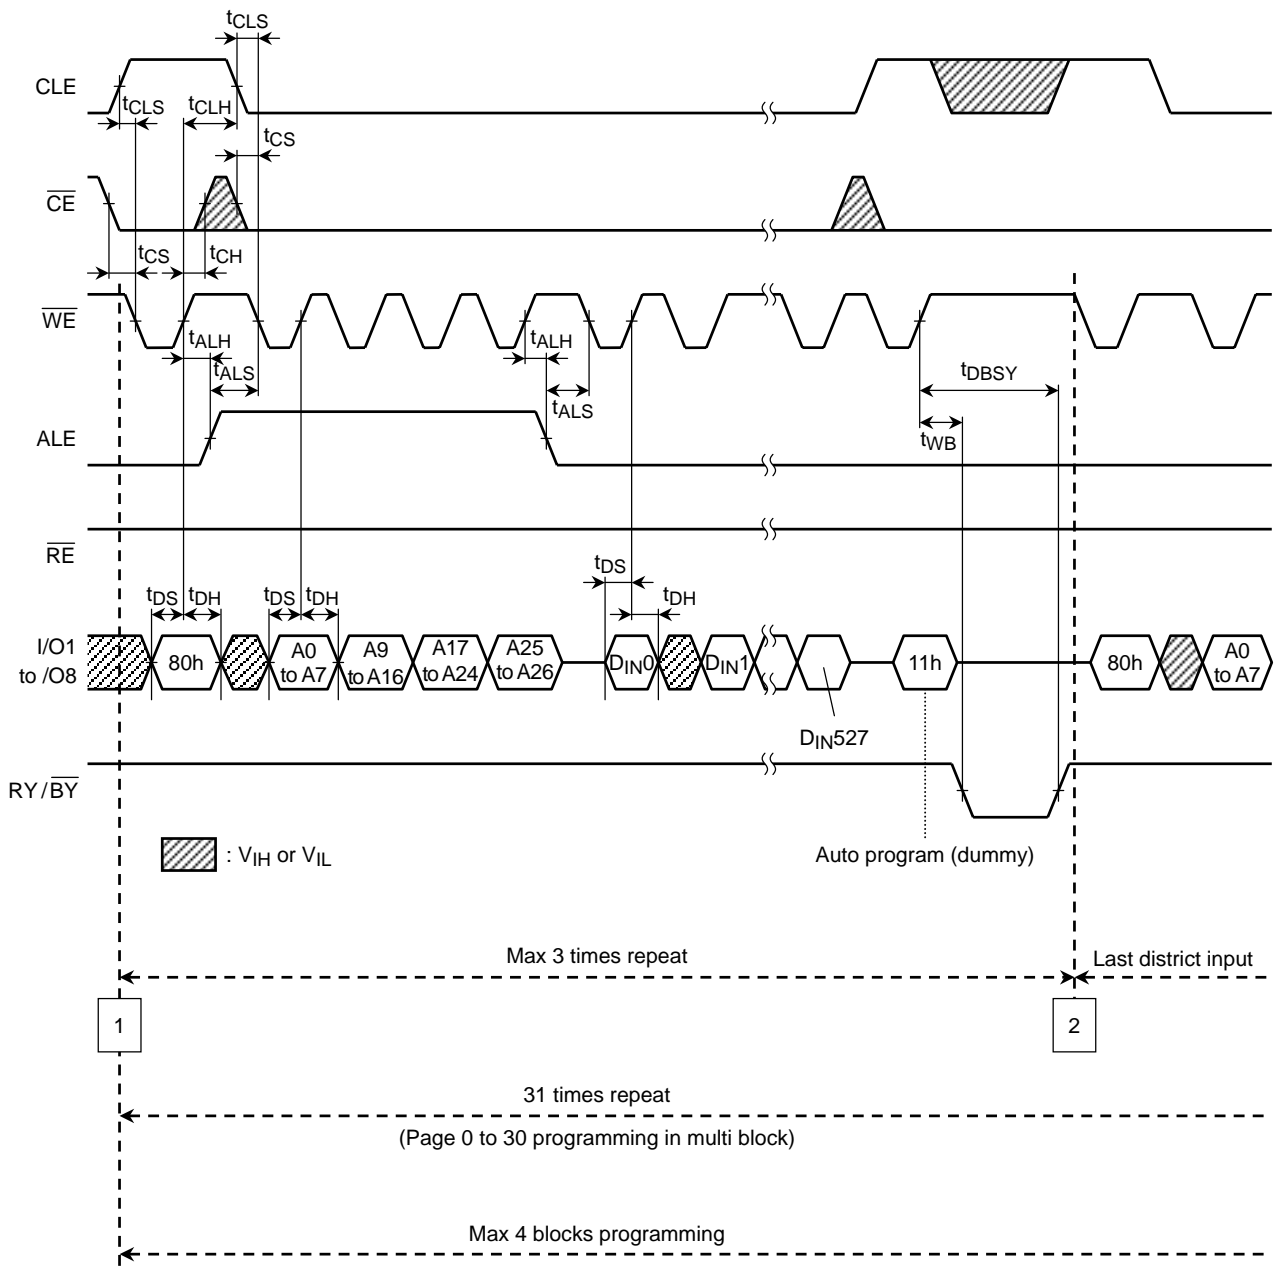 tCLS
CLE
tCLS
tCLH
tCS
CE
tCS
tCH
WE
tALH
tALS
tALH
tALS
tDBSY
tWB
ALE
RE
tDS
tDH
tDS
tDH
tDS
tDH
I/O1
to /O8
80h
A0
to A7
A9
to A16
A17
to A24
A25
to A26
DIN0
DIN1
DIN527
11h
80h
A0
to A7
RY/BY
: VIH or VIL
Auto program (dummy)
Max 3 times repeat
Last district input
1
2
31 times repeat
(Page 0 to 30 programming in multi block)
Max 4 blocks programming